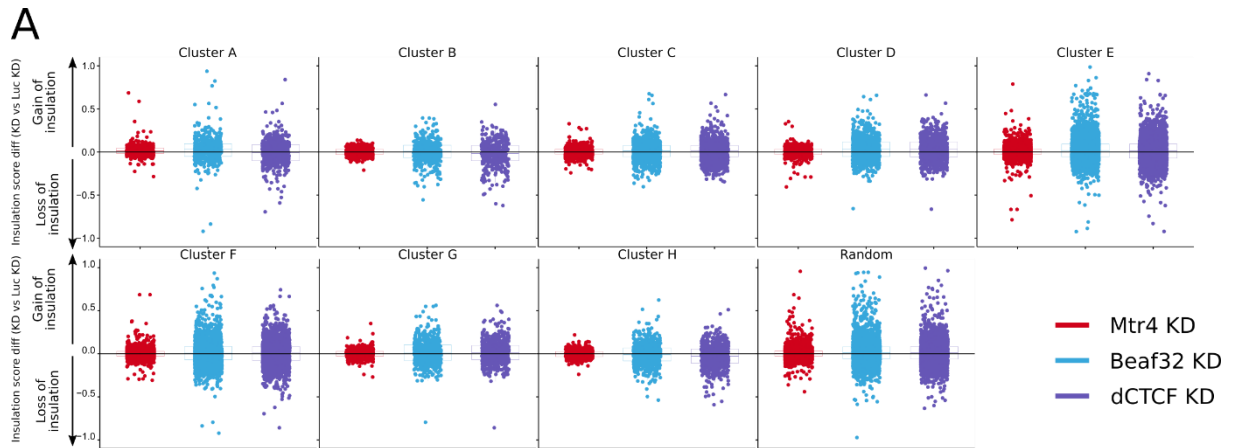 A
Cluster A
Cluster B
Cluster C
Cluster D
Cluster E
Insulation score diff (KD vs Luc KD)
Gain of
insulation
Loss of
insulation
1.0
0.5
0.0
−0.5
−1.0
Cluster F
Cluster G
Cluster H
Random
Insulation score diff (KD vs Luc KD)
Gain of
insulation
Loss of
insulation
1.0
0.5
0.0
−0.5
−1.0
Mtr4 KD
Beaf32 KD
dCTCF KD